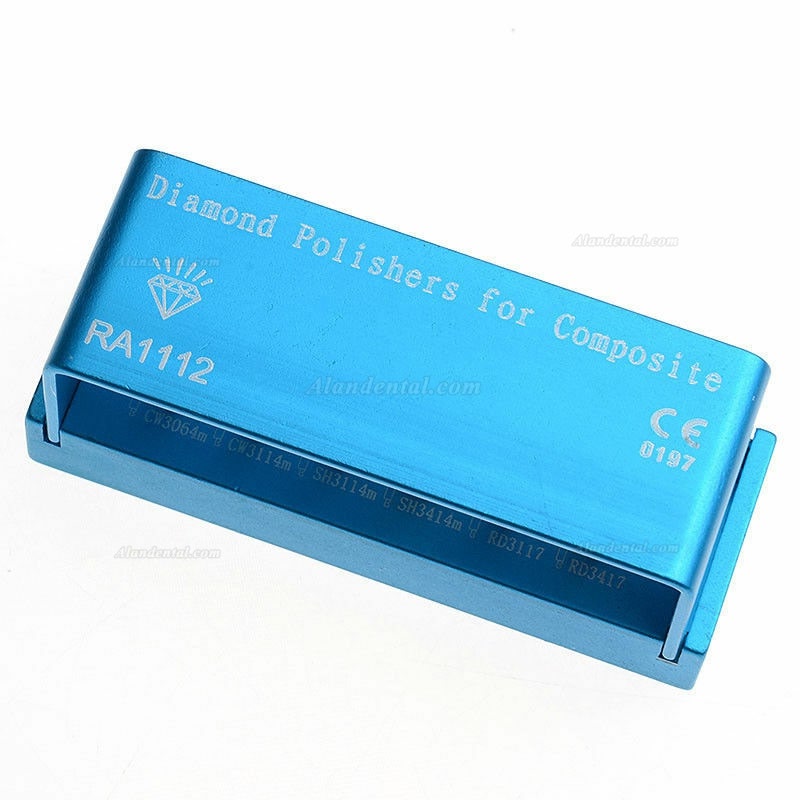 Diamond Polishers for Composite
RA1112
CE
0197
CW3064m CW3114m SH3114m SH3414m RD3117 RD3417
Alandental.com
Alandental.com
Alandental.com
Alandental.com
Alandental.com